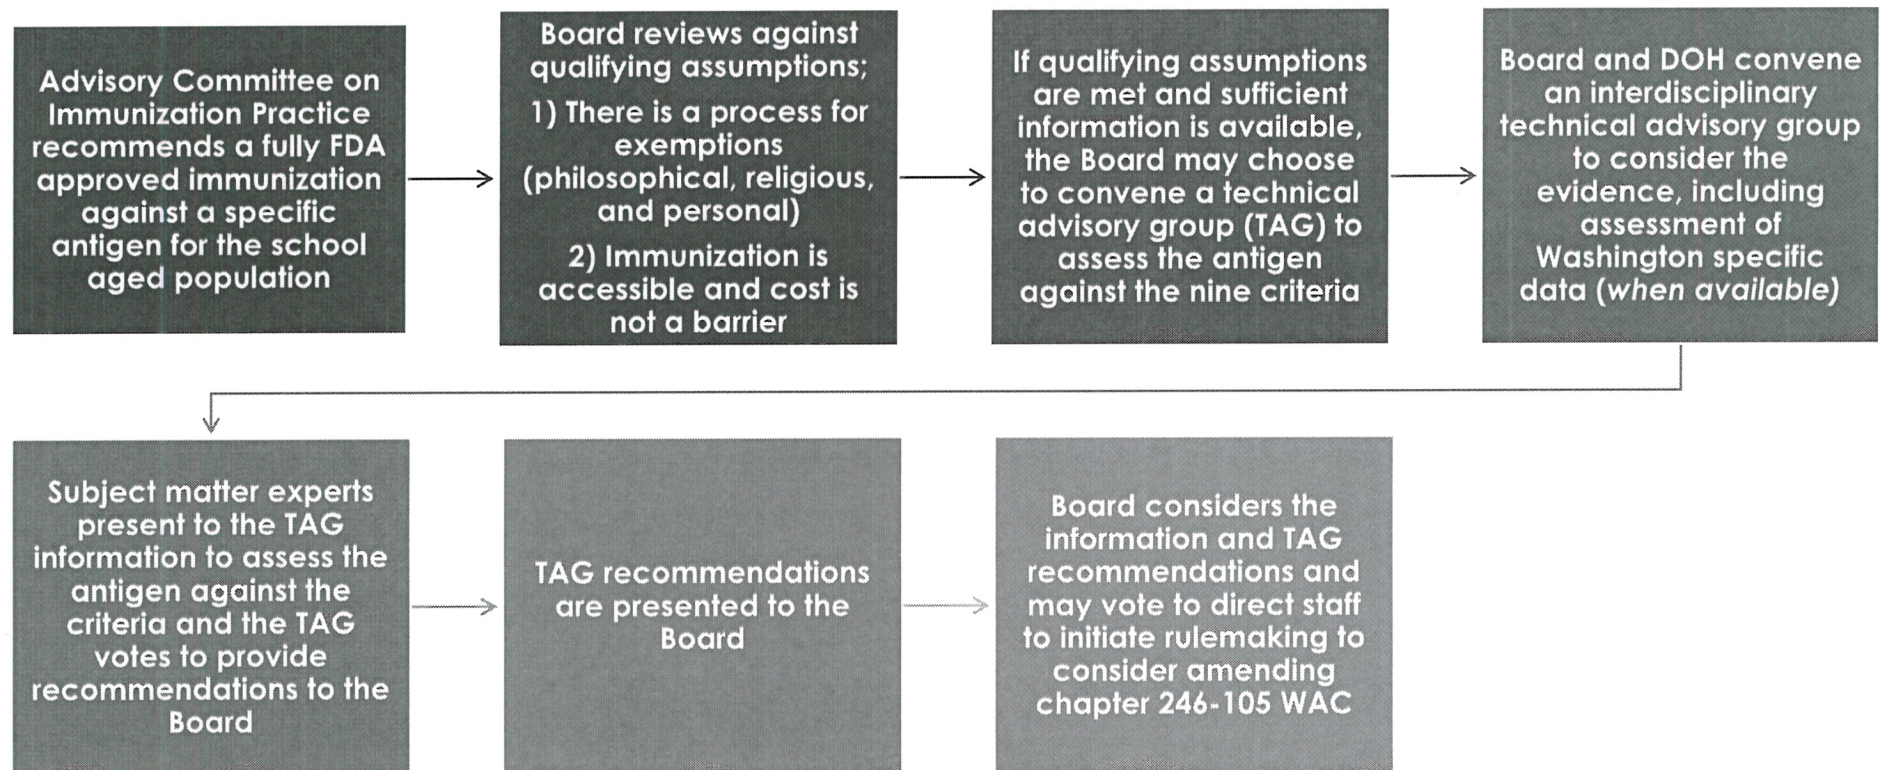 Advisory Committee on
Immunization Practice
recommends a fully FDA
approved immunization
against a specific
antigen for the school
aged population
Board reviews against
qualifying assumptions;
1) There is a process for
exemptions
(philosophical, religious,
and personal)
2) Immunization is
accessible and cost is
not a barrier
If qualifying assumptions
are met and sufficient
information is available,
the Board may choose
to convene a technical
advisory group (TAG) to
assess the antigen
against the nine criteria
Board and DOH convene
an interdisciplinary
technical advisory group
to consider the
evidence, including
assessment of
Washington specific
data (when available)
Subject matter experts
present to the TAG
information to assess the
antigen against the
criteria and the TAG
votes to provide
recommendations to the
Board
TAG recommendations
are presented to the
Board
Board considers the
information and TAG
recommendations and
may vote to direct staff
to initiate rulemaking to
consider amending
chapter 246-105 WAC